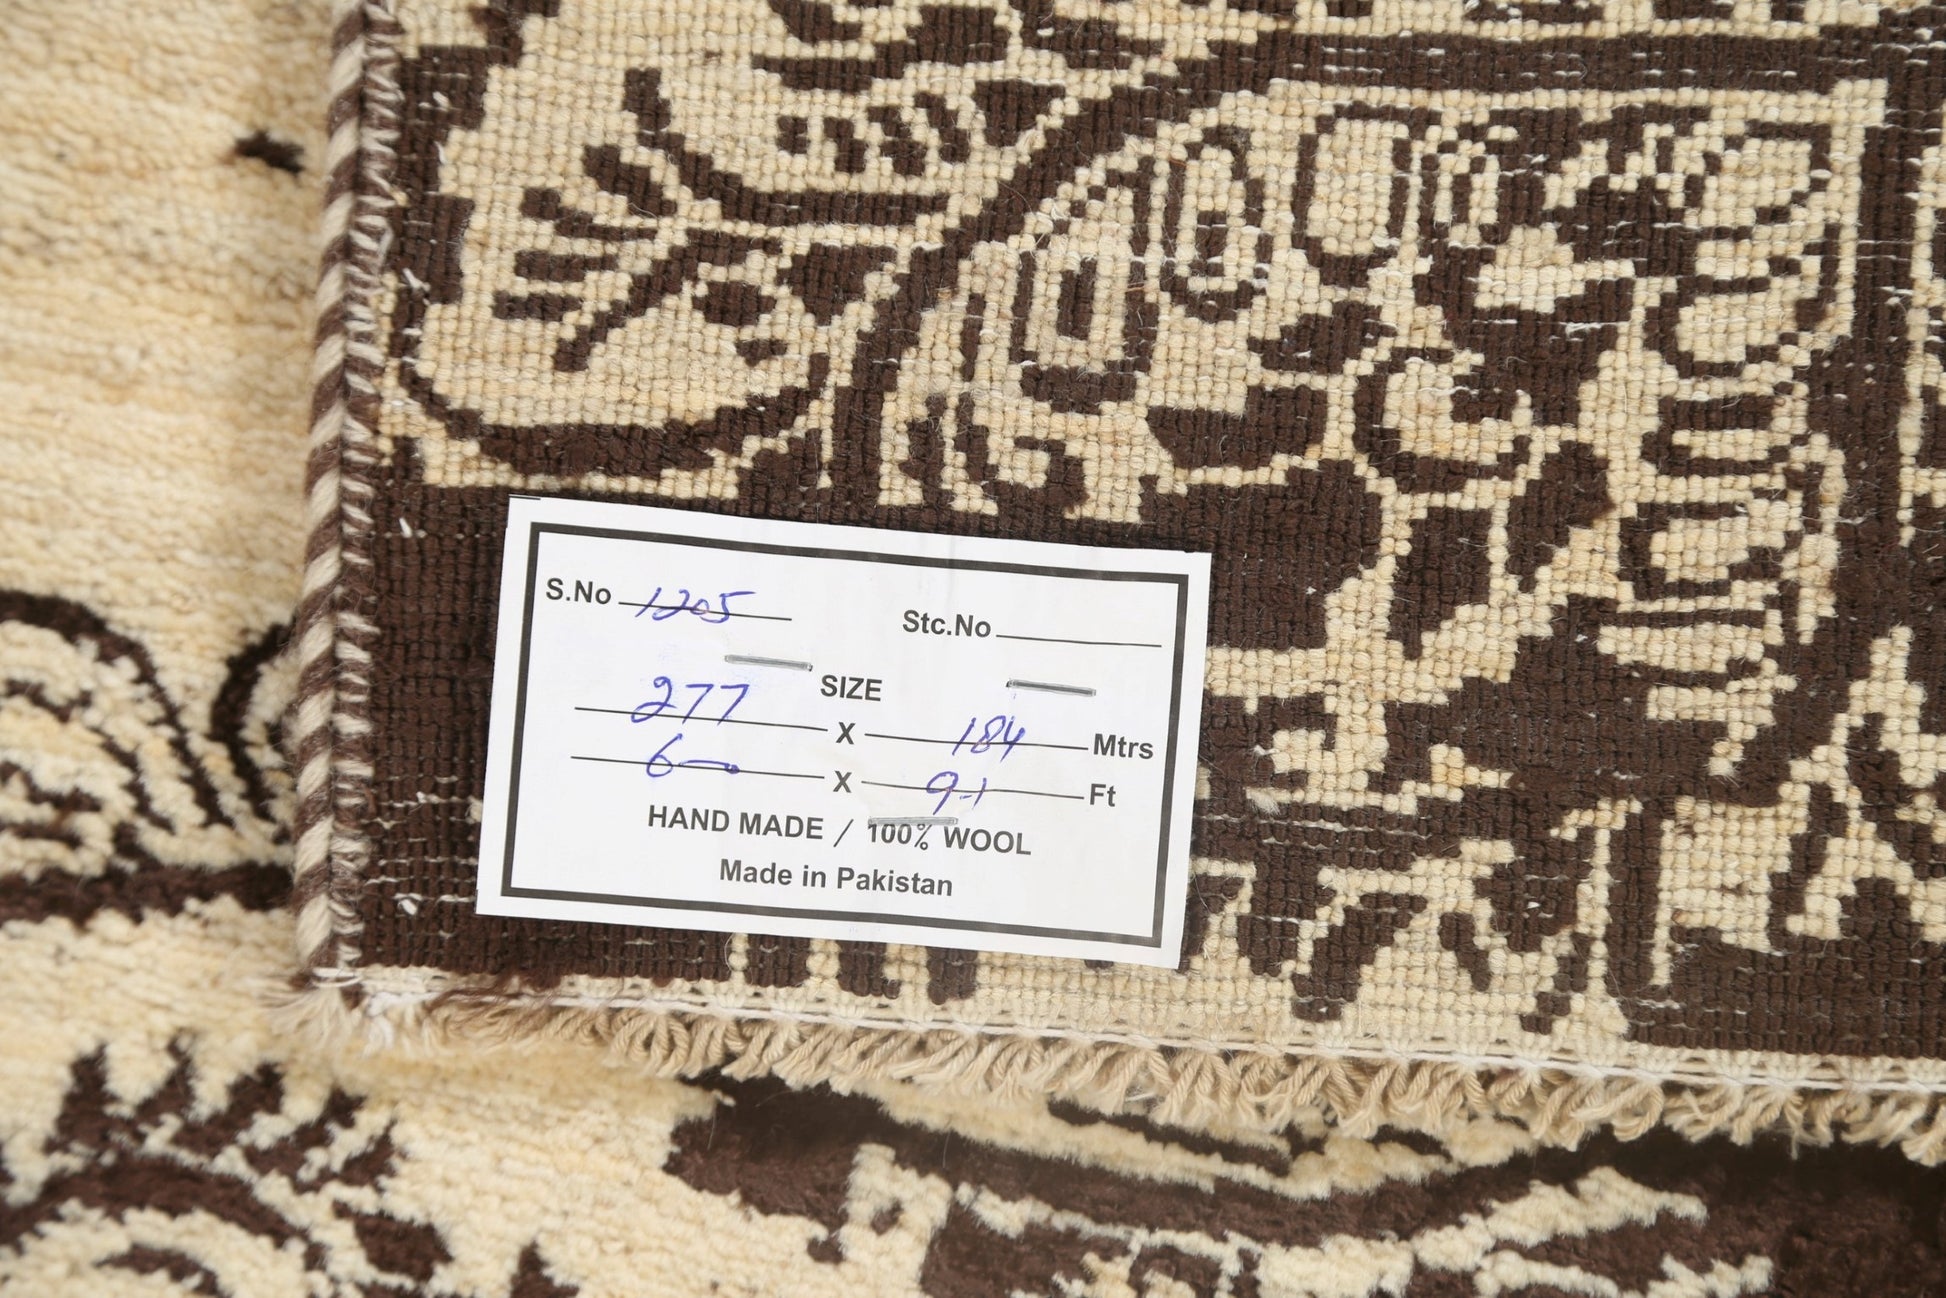 S.No 1205
Stc.No
SIZE
277 X 184 Mtrs
6-0 X 9-1 Ft
HAND MADE / 100% WOOL
Made in Pakistan